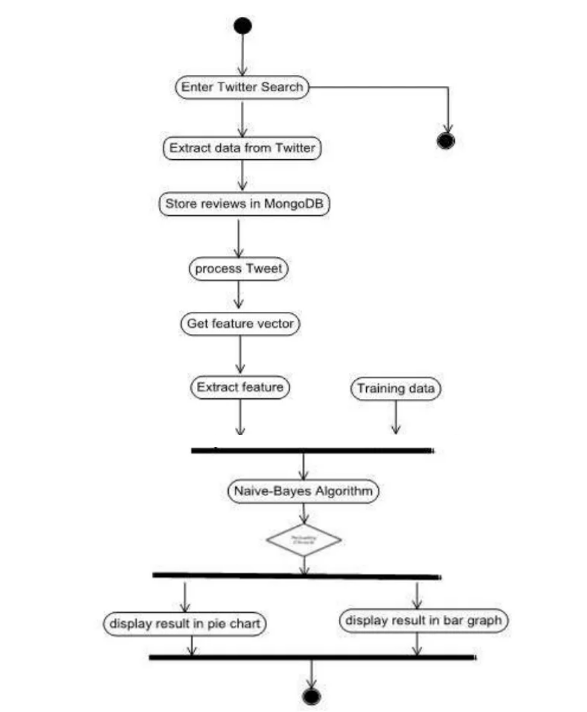 Enter Twitter Search
Extract data from Twitter
Store reviews in MongoDB
process Tweet
Get feature vector
Extract feature
Training data
Naive-Bayes Algorithm
display result in pie chart
display result in bar graph